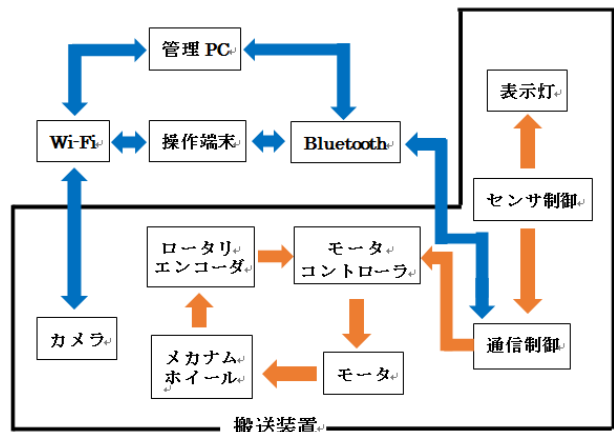 管理 PC
表示灯
Wi-Fi
操作端末
Bluetooth
センサ制御
ロータリ
エンコーダ
モータ
コントローラ
カメラ
メカナム
ホイール
モータ
通信制御
搬送装置